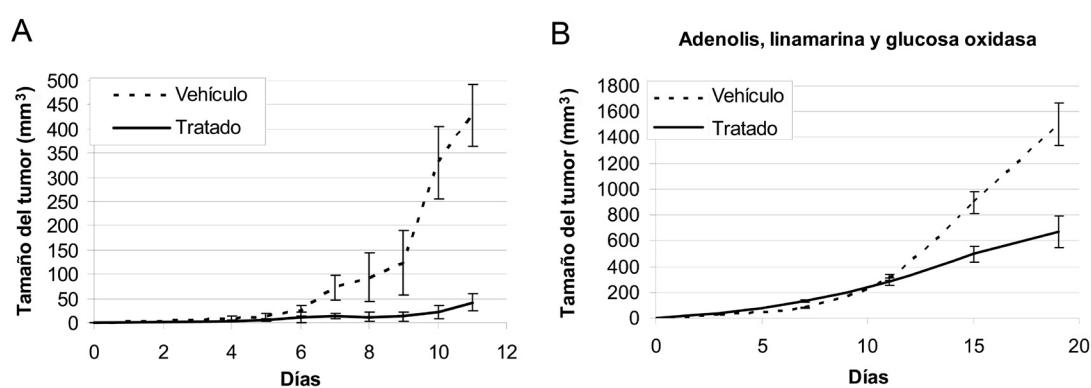 A
Tamaño del tumor (mm3)
500
450
400
350
300
250
200
150
100
50
0
Vehículo
Tratado
0 2 4 6 8 10 12
Días
B
Adenolis, linamarina y glucosa oxidasa
Tamaño del tumor (mm3)
1800
1600
1400
1200
1000
800
600
400
200
0
Vehículo
Tratado
0 5 10 15 20
Días